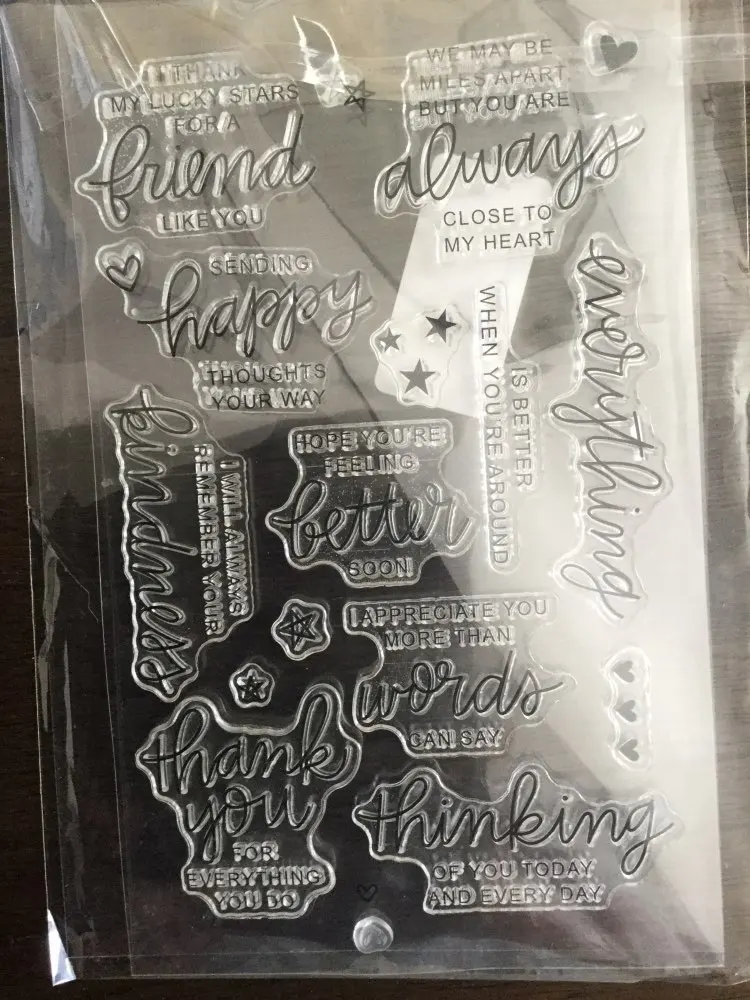 I THANK
MY LUCKY STARS
FOR A
friend
LIKE YOU
WE MAY BE
MILES APART
BUT YOU ARE
always
CLOSE TO
MY HEART
SENDING
happy
THOUGHTS
YOUR WAY
everything
IS BETTER
WHEN YOU'RE AROUND
I WILL ALWAYS
REMEMBER YOUR
kindness
HOPE YOU'RE
FEELING
better
SOON
I APPRECIATE YOU
MORE THAN
words
CAN SAY
thank
you
FOR
EVERYTHING
YOU DO
thinking
OF YOU TODAY
AND EVERY DAY